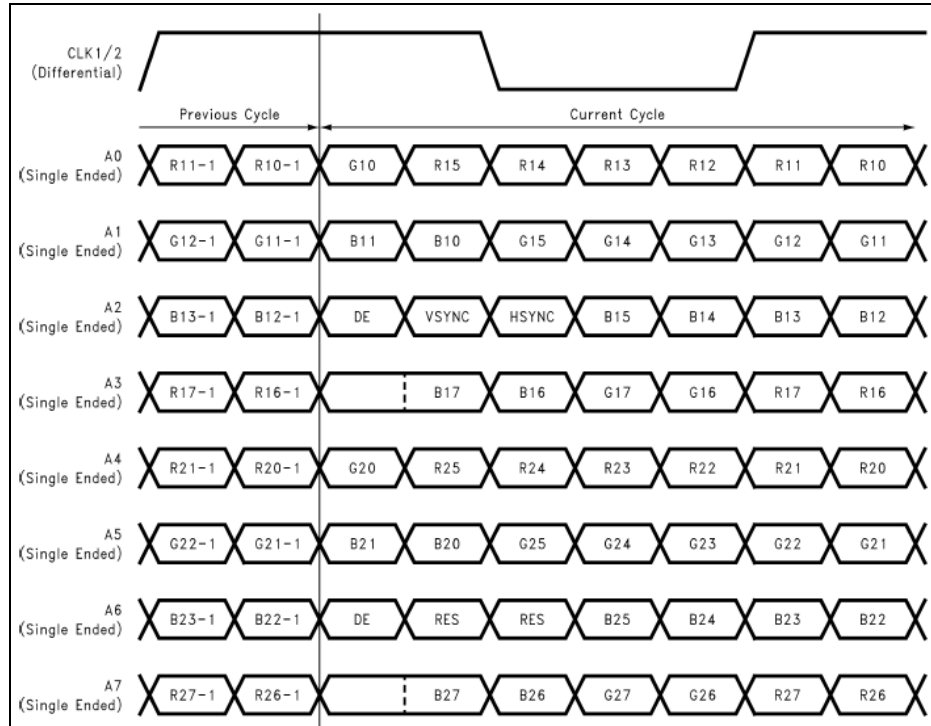 CLK1/2
(Differential)
Previous Cycle Current Cycle
A0
(Single Ended)
R11-1 R10-1 G10 R15 R14 R13 R12 R11 R10
A1
(Single Ended)
G12-1 G11-1 B11 B10 G15 G14 G13 G12 G11
A2
(Single Ended)
B13-1 B12-1 DE VSYNC HSYNC B15 B14 B13 B12
A3
(Single Ended)
R17-1 R16-1 B17 B16 G17 G16 R17 R16
A4
(Single Ended)
R21-1 R20-1 G20 R25 R24 R23 R22 R21 R20
A5
(Single Ended)
G22-1 G21-1 B21 B20 G25 G24 G23 G22 G21
A6
(Single Ended)
B23-1 B22-1 DE RES RES B25 B24 B23 B22
A7
(Single Ended)
R27-1 R26-1 B27 B26 G27 G26 R27 R26